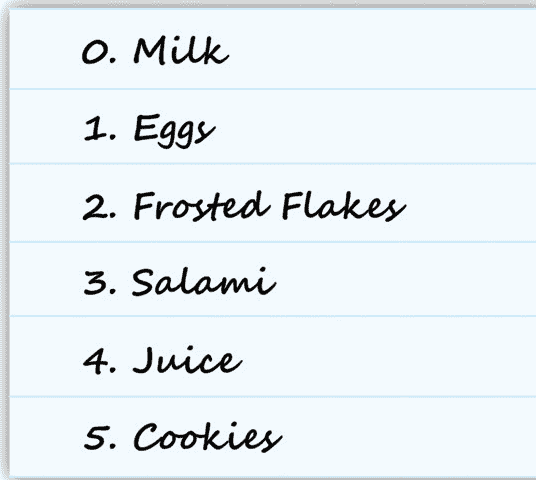 0. Milk
1. Eggs
2. Frosted Flakes
3. Salami
4. Juice
5. Cookies